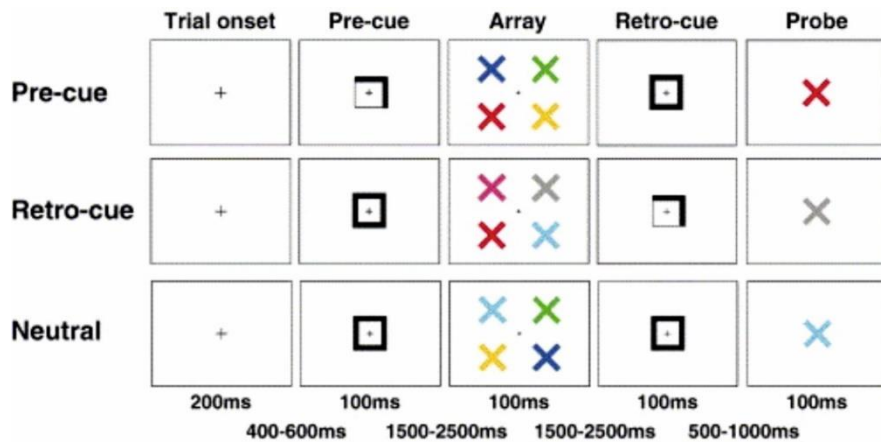 Trial onset Pre-cue Array Retro-cue Probe
Pre-cue
Retro-cue
Neutral
200ms 100ms 100ms 100ms 100ms
400-600ms 1500-2500ms 1500-2500ms 500-1000ms